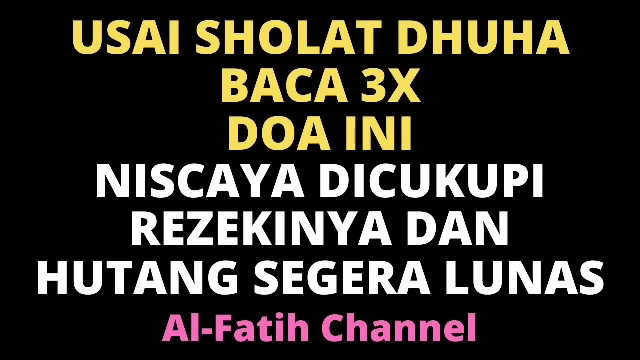 USAI SHOLAT DHUHA
BACA 3X
DOA INI
NISCAYA DICUKUPI
REZEKINYA DAN
HUTANG SEGERA LUNAS
Al-Fatih Channel